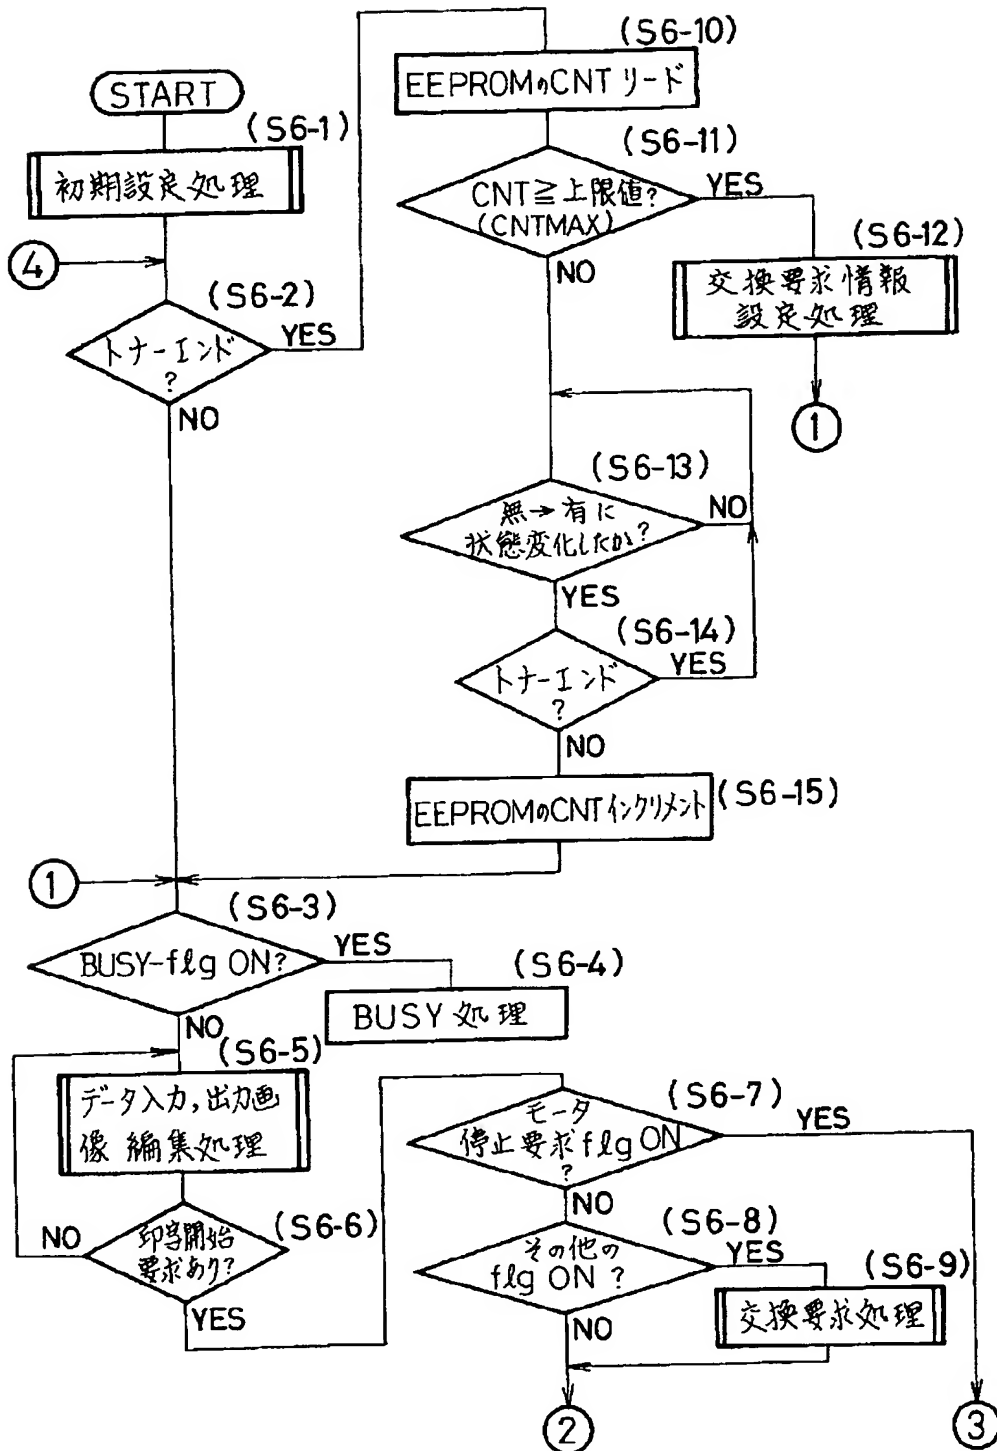 START
(S6-1)
初期設定処理
④
(S6-2)
トナーエンド
?
YES
NO
(S6-10)
EEPROMのCNTリード
(S6-11)
CNT≧上限値?
(CNTMAX)
YES
NO
(S6-12)
交換要求情報
設定処理
①
(S6-13)
無→有に
状態変化したか?
NO
YES
(S6-14)
トナーエンド
?
YES
NO
EEPROMのCNTインクリメント
(S6-15)
①
(S6-3)
BUSY-flg ON?
YES
NO
(S6-4)
BUSY 処理
(S6-5)
データ入力,出力画
像 編集処理
(S6-6)
印字開始
要求あり?
NO
YES
(S6-7)
モータ
停止要求flg ON
?
YES
NO
(S6-8)
その他の
flg ON ?
YES
NO
(S6-9)
交換要求処理
②
③